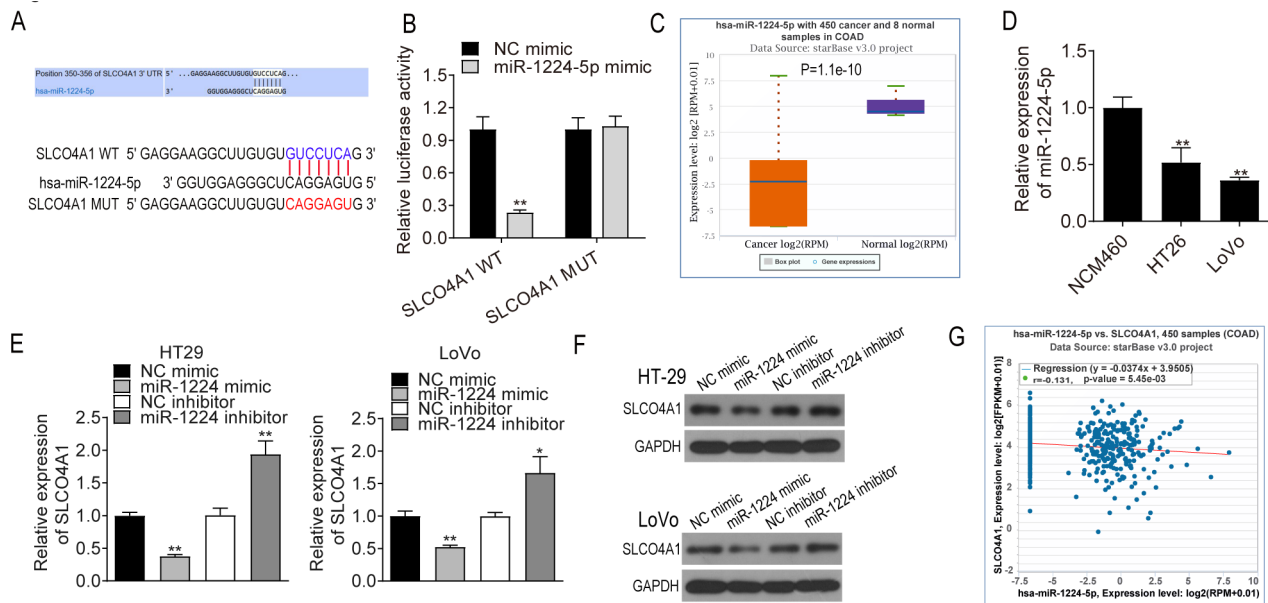 A
Position 350-356 of SLCO4A1 3' UTR 5' ...GAGGAAGGCUUGUGUGUCCUCAG...
hsa-miR-1224-5p 3' GGUGGAGGGCUCAGGAGUG
SLCO4A1 WT 5' GAGGAAGGCUUGUGUGUCCUCAG 3'
hsa-miR-1224-5p 3' GGUGGAGGGCUCAGGAGUG 5'
SLCO4A1 MUT 5' GAGGAAGGCUUGUGUCAGGAGUG 3'
B
NC mimic
miR-1224-5p mimic
Relative luciferase activity
1.5
1.2
0.9
0.6
0.3
0.0
**
SLCO4A1 WT
SLCO4A1 MUT
C
hsa-miR-1224-5p with 450 cancer and 8 normal
samples in COAD
Data Source: starBase v3.0 project
P=1.1e-10
Expression level: log2 [RPM+0.01]
10
7.5
5
2.5
0
-2.5
-5
-7.5
Cancer log2(RPM)
Normal log2(RPM)
Box plot
Gene expressions
D
Relative expression
of miR-1224-5p
1.5
1.0
0.5
0.0
**
**
NCM460
HT26
LoVo
E
HT29
NC mimic
miR-1224 mimic
NC inhibitor
miR-1224 inhibitor
Relative expression
of SLCO4A1
2.5
2.0
1.5
1.0
0.5
0.0
**
**
LoVo
NC mimic
miR-1224 mimic
NC inhibitor
miR-1224 inhibitor
Relative expression
of SLCO4A1
2.5
2.0
1.5
1.0
0.5
0.0
**
*
F
HT-29
NC mimic
miR-1224 mimic
NC inhibitor
miR-1224 inhibitor
SLCO4A1
GAPDH
LoVo
NC mimic
miR-1224 mimic
NC inhibitor
miR-1224 inhibitor
SLCO4A1
GAPDH
G
hsa-miR-1224-5p vs. SLCO4A1, 450 samples (COAD)
Data Source: starBase v3.0 project
Regression (y = -0.0374x + 3.9505)
r=-0.131, p-value = 5.45e-03
SLCO4A1, Expression level: log2[FPKM+0.01)]
8
6
4
2
0
-2
-7.5
-5
-2.5
0
2.5
5
7.5
10
hsa-miR-1224-5p, Expression level: log2(RPM+0.01)